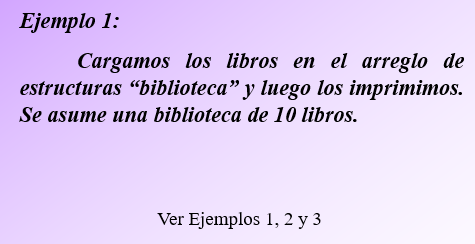 Ejemplo 1:
Cargamos los libros en el arreglo de
estructuras “biblioteca” y luego los imprimimos.
Se asume una biblioteca de 10 libros.
Ver Ejemplos 1, 2 y 3